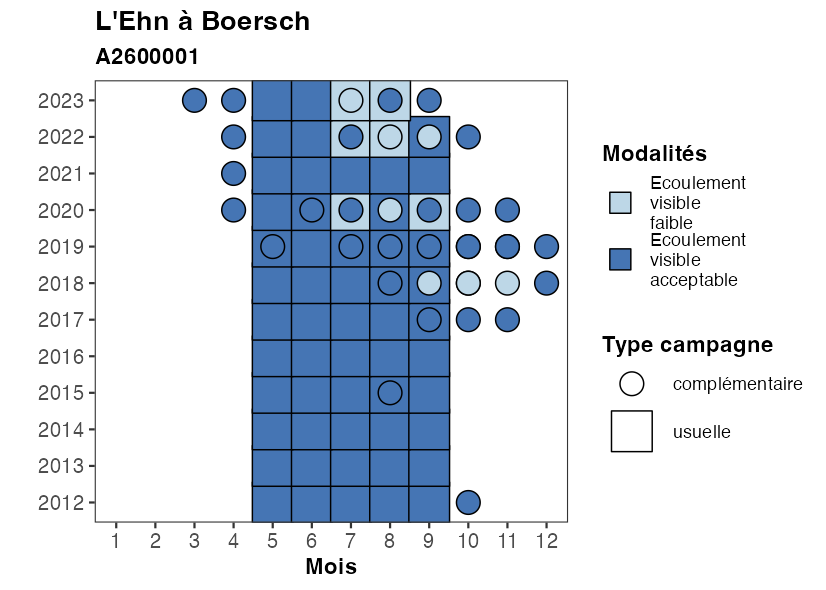 L'Ehn à Boersch
A2600001
2023
2022
2021
2020
2019
2018
2017
2016
2015
2014
2013
2012
1 2 3 4 5 6 7 8 9 10 11 12
Mois
Modalités
Ecoulement
visible
faible
Ecoulement
visible
acceptable
Type campagne
complémentaire
usuelle